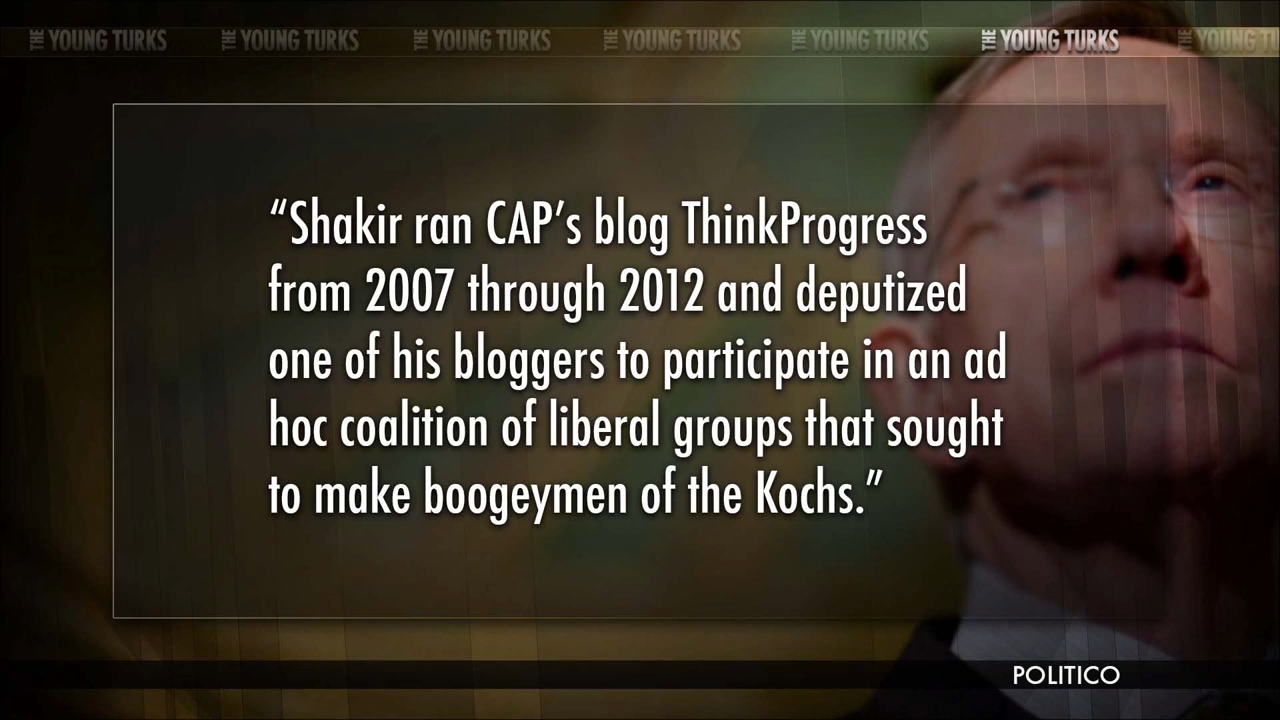 THE YOUNG TURKS THE YOUNG TURKS THE YOUNG TURKS THE YOUNG TURKS THE YOUNG TURKS THE YOUNG TURKS THE YOUNG T
“Shakir ran CAP’s blog ThinkProgress
from 2007 through 2012 and deputized
one of his bloggers to participate in an ad
hoc coalition of liberal groups that sought
to make boogeymen of the Kochs.”
POLITICO